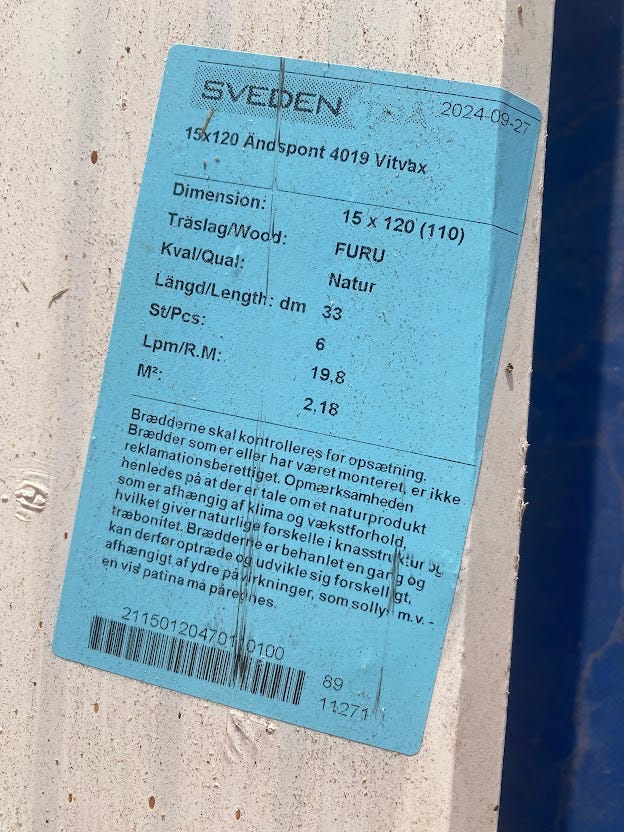 SVEDEN
2024-09-27
15x120 Ändspont 4019 Vitvax
Dimension: 15 x 120 (110)
Träslag/Wood: FURU
Kval/Qual: Natur
Längd/Length: dm 33
St/Pcs: 6
Lpm/R.M: 19,8
M²: 2,18
Brædderne skal kontrolleres før opsætning.
Brædder som er eller har været monteret, er ikke
reklamationsberettiget. Opmærksamheden
henledes på at der er tale om et naturprodukt
som er afhængig af klima og vækstforhold,
hvilket giver naturlige forskelle i knasstruktur og
træbonitet. Brædderne er behanlet en gang og
kan derfor optræde og udvikle sig forskelligt,
afhængigt af ydre påvirkninger, som sollys m.v. -
en vis patina må påregnes.
89
11271